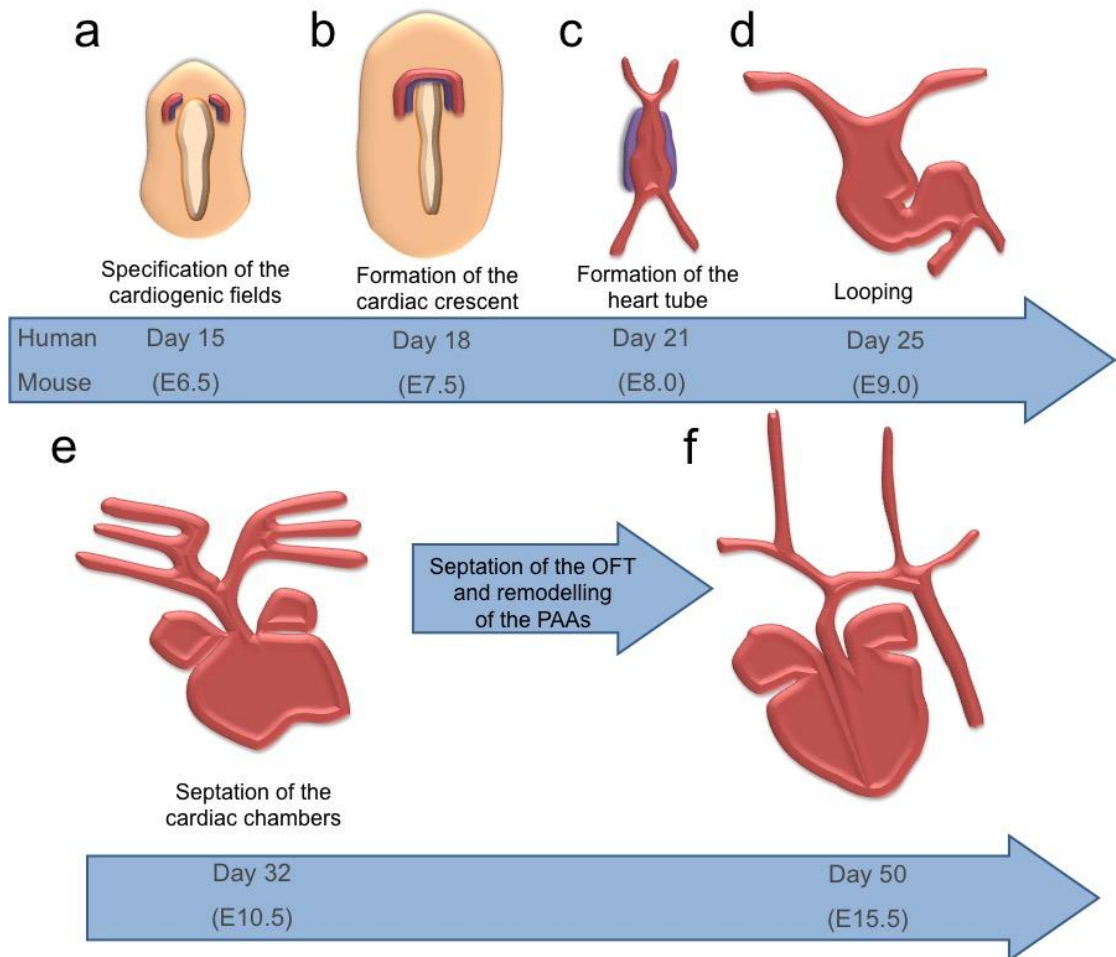 a
b
c
d
Specification of the
cardiogenic fields
Formation of the
cardiac crescent
Formation of the
heart tube
Looping
Human
Day 15
Day 18
Day 21
Day 25
Mouse
(E6.5)
(E7.5)
(E8.0)
(E9.0)
e
f
Septation of the OFT
and remodelling
of the PAAs
Septation of the
cardiac chambers
Day 32
Day 50
(E10.5)
(E15.5)